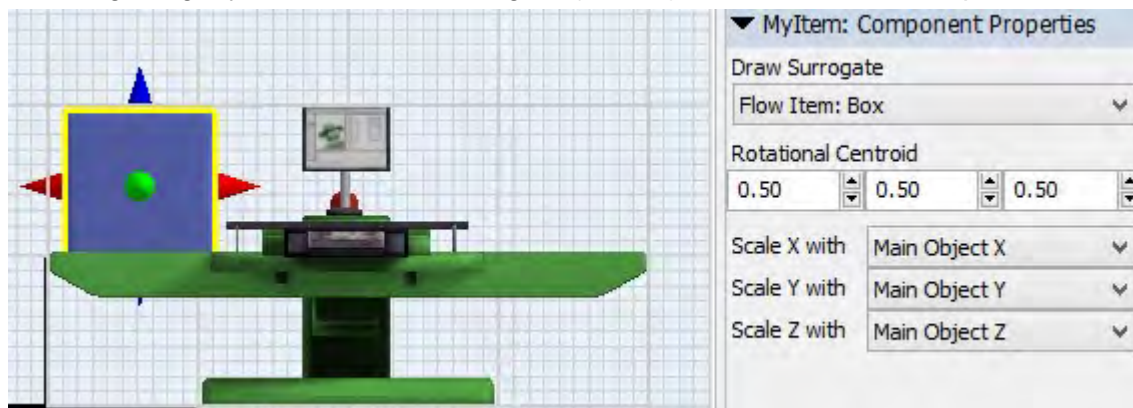 MyItem: Component Properties
Draw Surrogate
Flow Item: Box
Rotational Centroid
0.50 0.50 0.50
Scale X with Main Object X
Scale Y with Main Object Y
Scale Z with Main Object Z